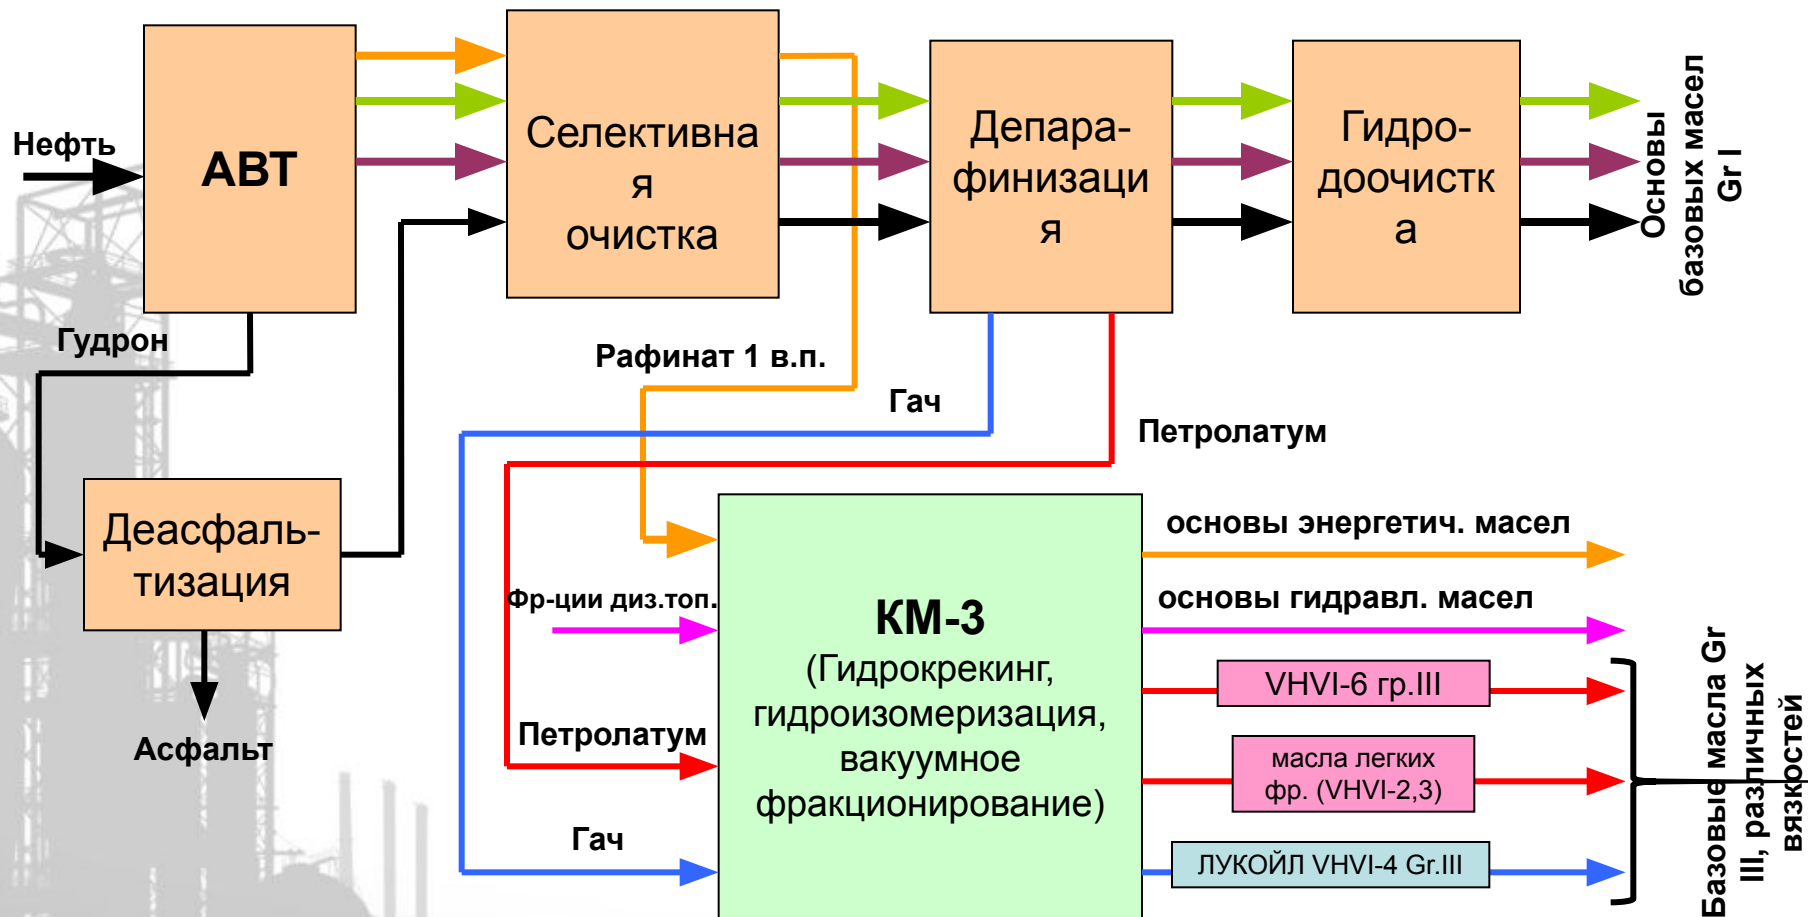 Нефть
АВТ
Селективна
я
очистка
Депара-
финизаци
я
Гидро-
доочистк
а
Основы
базовых масел
Gr I
Гудрон
Рафинат 1 в.п.
Гач
Петролатум
Деасфаль-
тизация
Асфальт
Фр-ции диз.топ.
Петролатум
Гач
КМ-3
(Гидрокрекинг,
гидроизомеризация,
вакуумное
фракционирование)
основы энергетич. масел
основы гидравл. масел
VHVI-6 гр.III
масла легких
фр. (VHVI-2,3)
ЛУКОЙЛ VHVI-4 Gr.III
Базовые масла Gr
III, различных
вязкостей